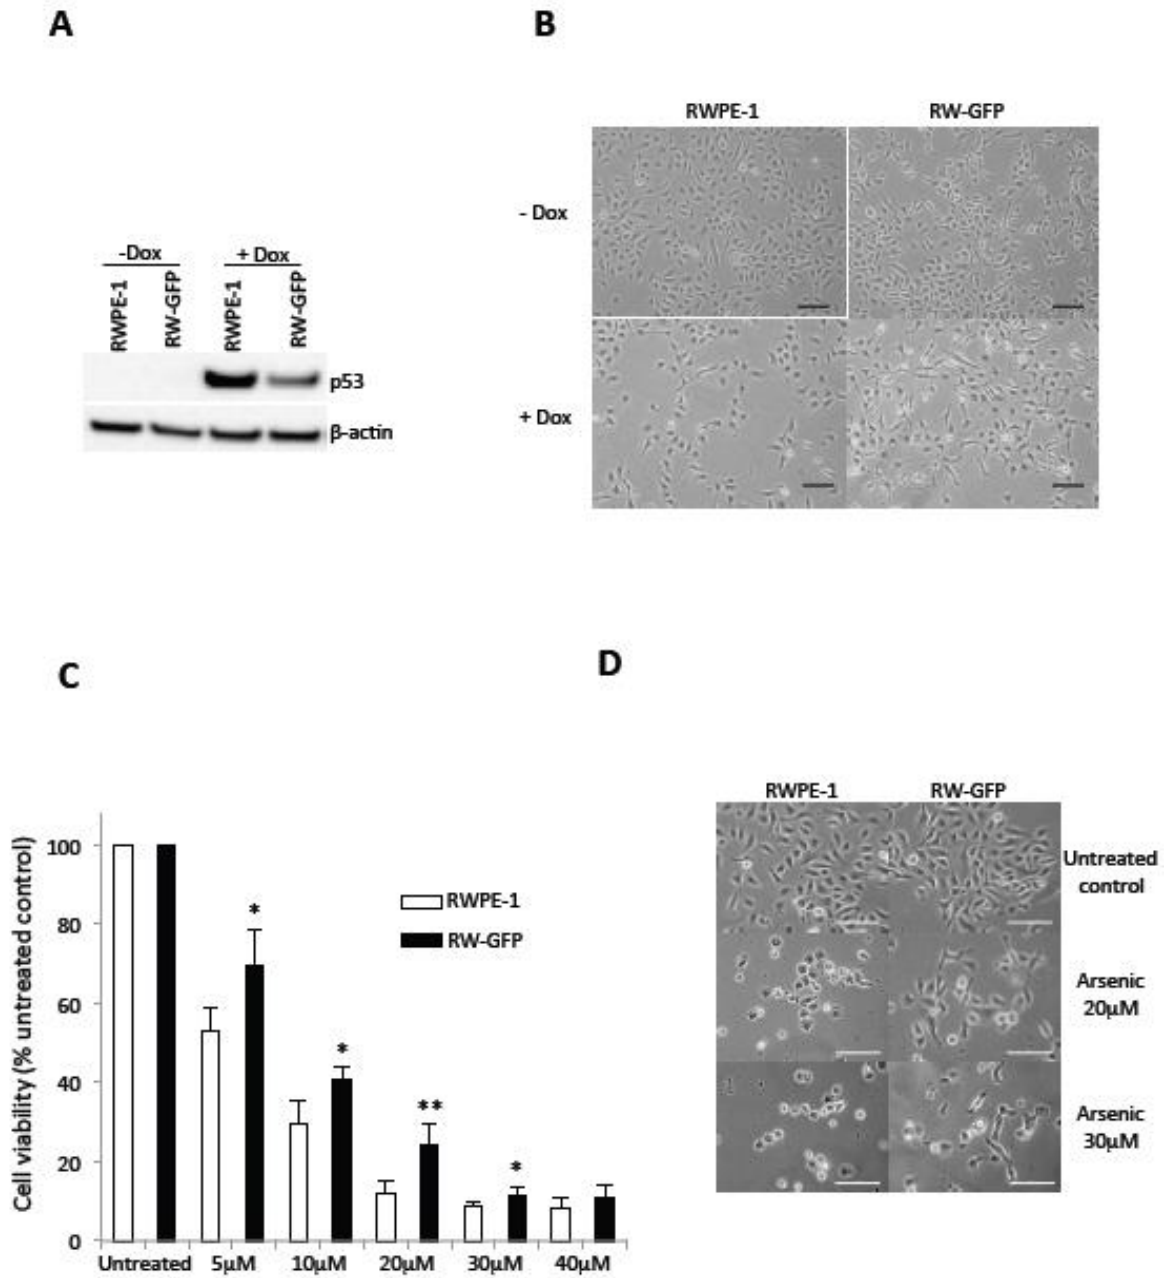 A
B
RWPE-1
RW-GFP
- Dox
+ Dox
-Dox
+ Dox
RWPE-1
RW-GFP
RWPE-1
RW-GFP
p53
β-actin
C
D
Cell viability (% untreated control)
100
80
60
40
20
0
RWPE-1
RW-GFP
*
*
**
*
Untreated
5μM
10μM
20μM
30μM
40μM
RWPE-1
RW-GFP
Untreated
control
Arsenic
20μM
Arsenic
30μM